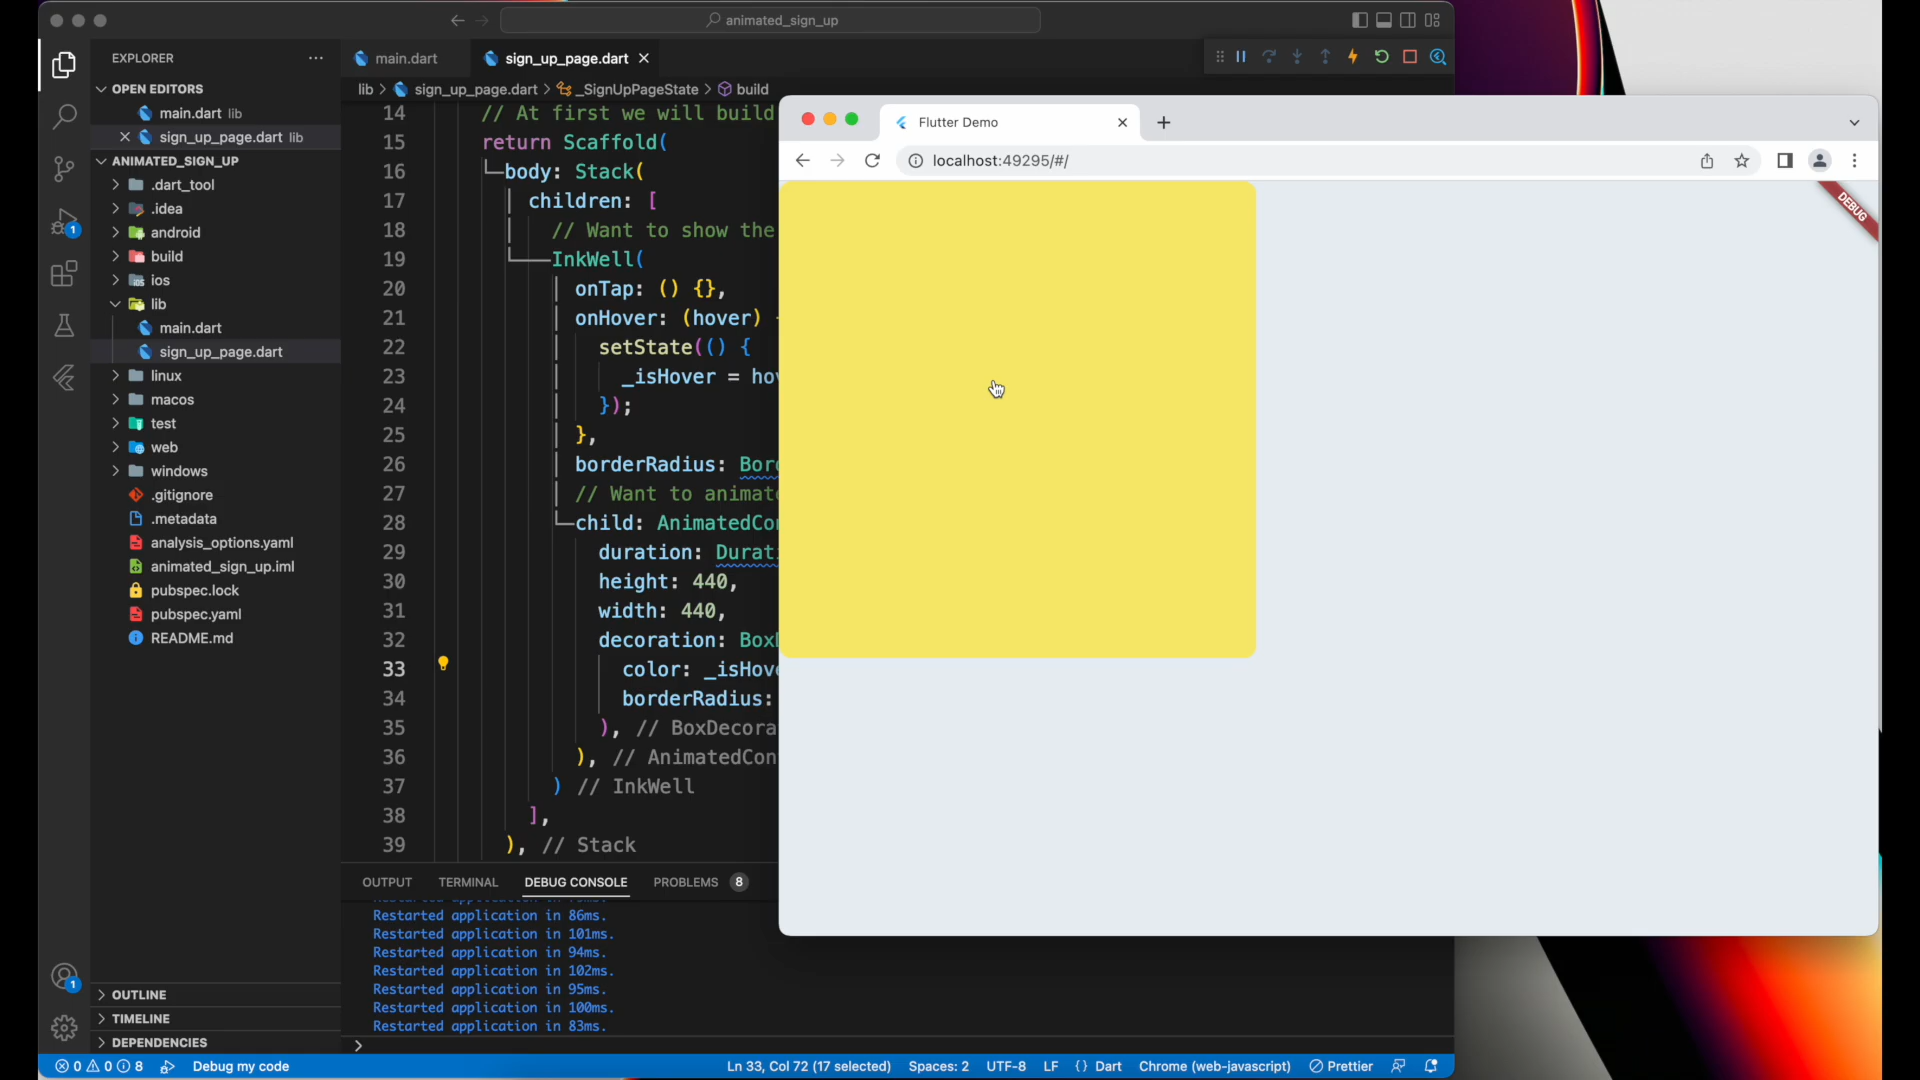 animated_sign_up
EXPLORER
OPEN EDITORS
main.dart lib
sign_up_page.dart lib
ANIMATED_SIGN_UP
.dart_tool
.idea
android
build
ios
lib
main.dart
sign_up_page.dart
linux
macos
test
web
windows
.gitignore
.metadata
analysis_options.yaml
animated_sign_up.iml
pubspec.lock
pubspec.yaml
README.md
OUTLINE
TIMELINE
DEPENDENCIES
1
1
main.dart
sign_up_page.dart
lib > sign_up_page.dart > _SignUpPageState > build
14 // At first we will build
15 return Scaffold(
16 body: Stack(
17 children: [
18 // Want to show the
19 InkWell(
20 onTap: () {},
21 onHover: (hover)
22 setState(() {
23 _isHover = hov
24 });
25 },
26 borderRadius: Bord
27 // Want to animat
28 child: AnimatedCon
29 duration: Durat
30 height: 440,
31 width: 440,
32 decoration: Box
33 color: _isHove
34 borderRadius:
35 ), // BoxDecora
36 ), // AnimatedCon
37 ) // InkWell
38 ],
39 ), // Stack
OUTPUT TERMINAL DEBUG CONSOLE PROBLEMS 8
Restarted application in 86ms.
Restarted application in 101ms.
Restarted application in 94ms.
Restarted application in 102ms.
Restarted application in 95ms.
Restarted application in 100ms.
Restarted application in 83ms.
0 0 8 Debug my code
Ln 33, Col 72 (17 selected) Spaces: 2 UTF-8 LF {} Dart Chrome (web-javascript) Prettier
Flutter Demo
localhost:49295/#/
DEBUG